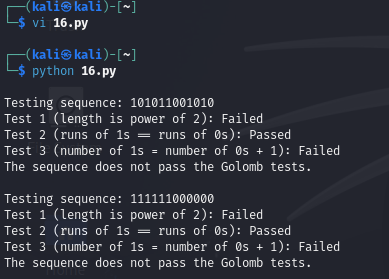 ┌──(kali㉿kali)-[~]
└─$ vi 16.py
┌──(kali㉿kali)-[~]
└─$ python 16.py
Testing sequence: 101011001010
Test 1 (length is power of 2): Failed
Test 2 (runs of 1s == runs of 0s): Passed
Test 3 (number of 1s = number of 0s + 1): Failed
The sequence does not pass the Golomb tests.
Testing sequence: 111111000000
Test 1 (length is power of 2): Failed
Test 2 (runs of 1s == runs of 0s): Passed
Test 3 (number of 1s = number of 0s + 1): Failed
The sequence does not pass the Golomb tests.